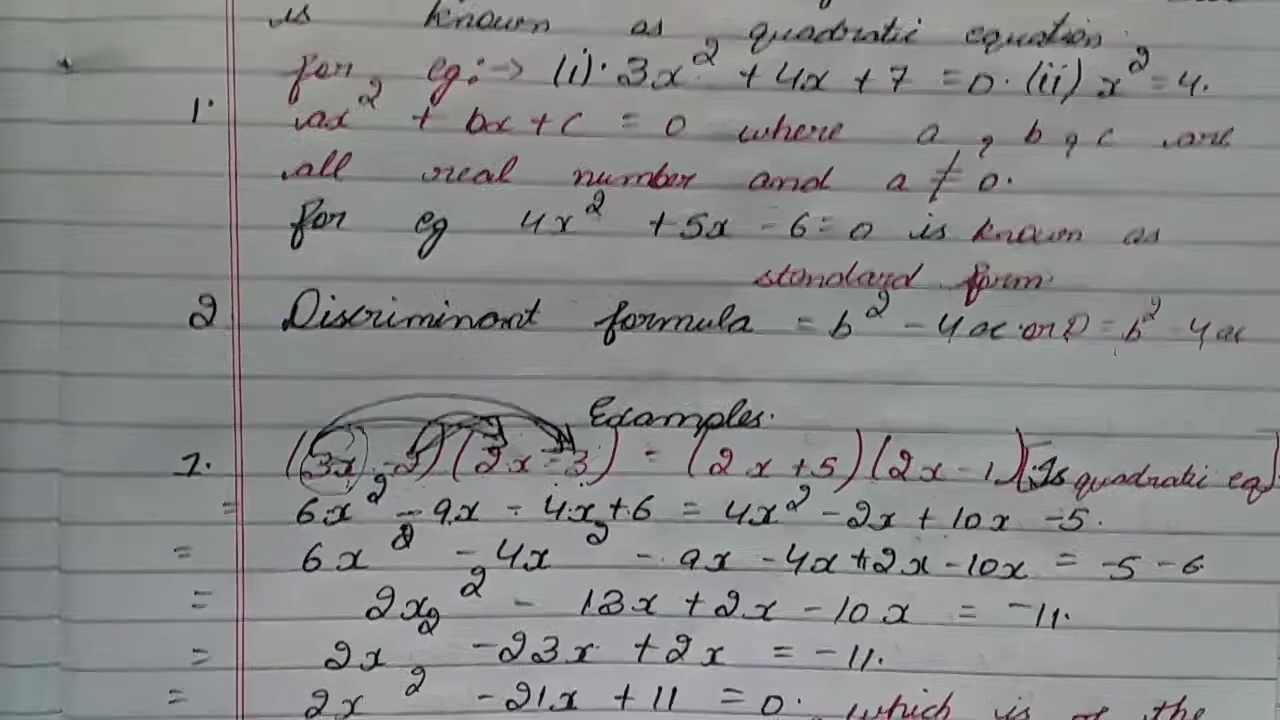 is known as quadratic equation.
for eg:→ (i). 3x² + 4x + 7 = 0. (ii) x² = 4.
1. ax² + bx + c = 0 where a, b, c are
all real number and a ≠ 0.
for eg 4x² + 5x - 6 = 0 is known as
standard form.
2 Discriminant formula = b² - 4ac or D = b² 4ac
Examples.
1. (3x - 2) (2x - 3) = (2x + 5) (2x - 1) Is quadratic eq
= 6x² - 9x - 4x + 6 = 4x² - 2x + 10x - 5.
= 6x² - 4x² - 9x - 4x + 2x - 10x = -5 - 6
= 2x² - 13x + 2x - 10x = -11.
= 2x² - 23x + 2x = -11.
= 2x² - 21x + 11 = 0. which is of the